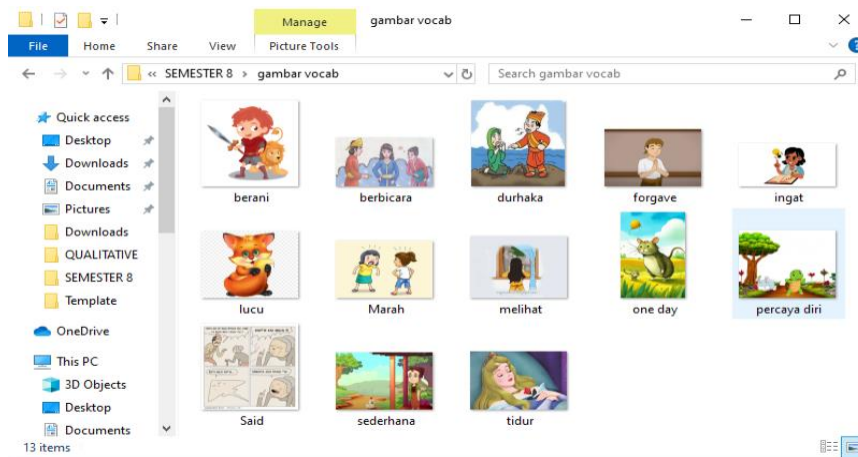 Manage
gambar vocab
File
Home
Share
View
Picture Tools
« SEMESTER 8 > gambar vocab
Search gambar vocab
Quick access
Desktop
Downloads
Documents
Pictures
Downloads
QUALITATIVE
SEMESTER 8
Template
OneDrive
This PC
3D Objects
Desktop
Documents
berani
berbicara
durhaka
forgave
ingat
lucu
Marah
melihat
one day
percaya diri
Said
sederhana
tidur
13 items